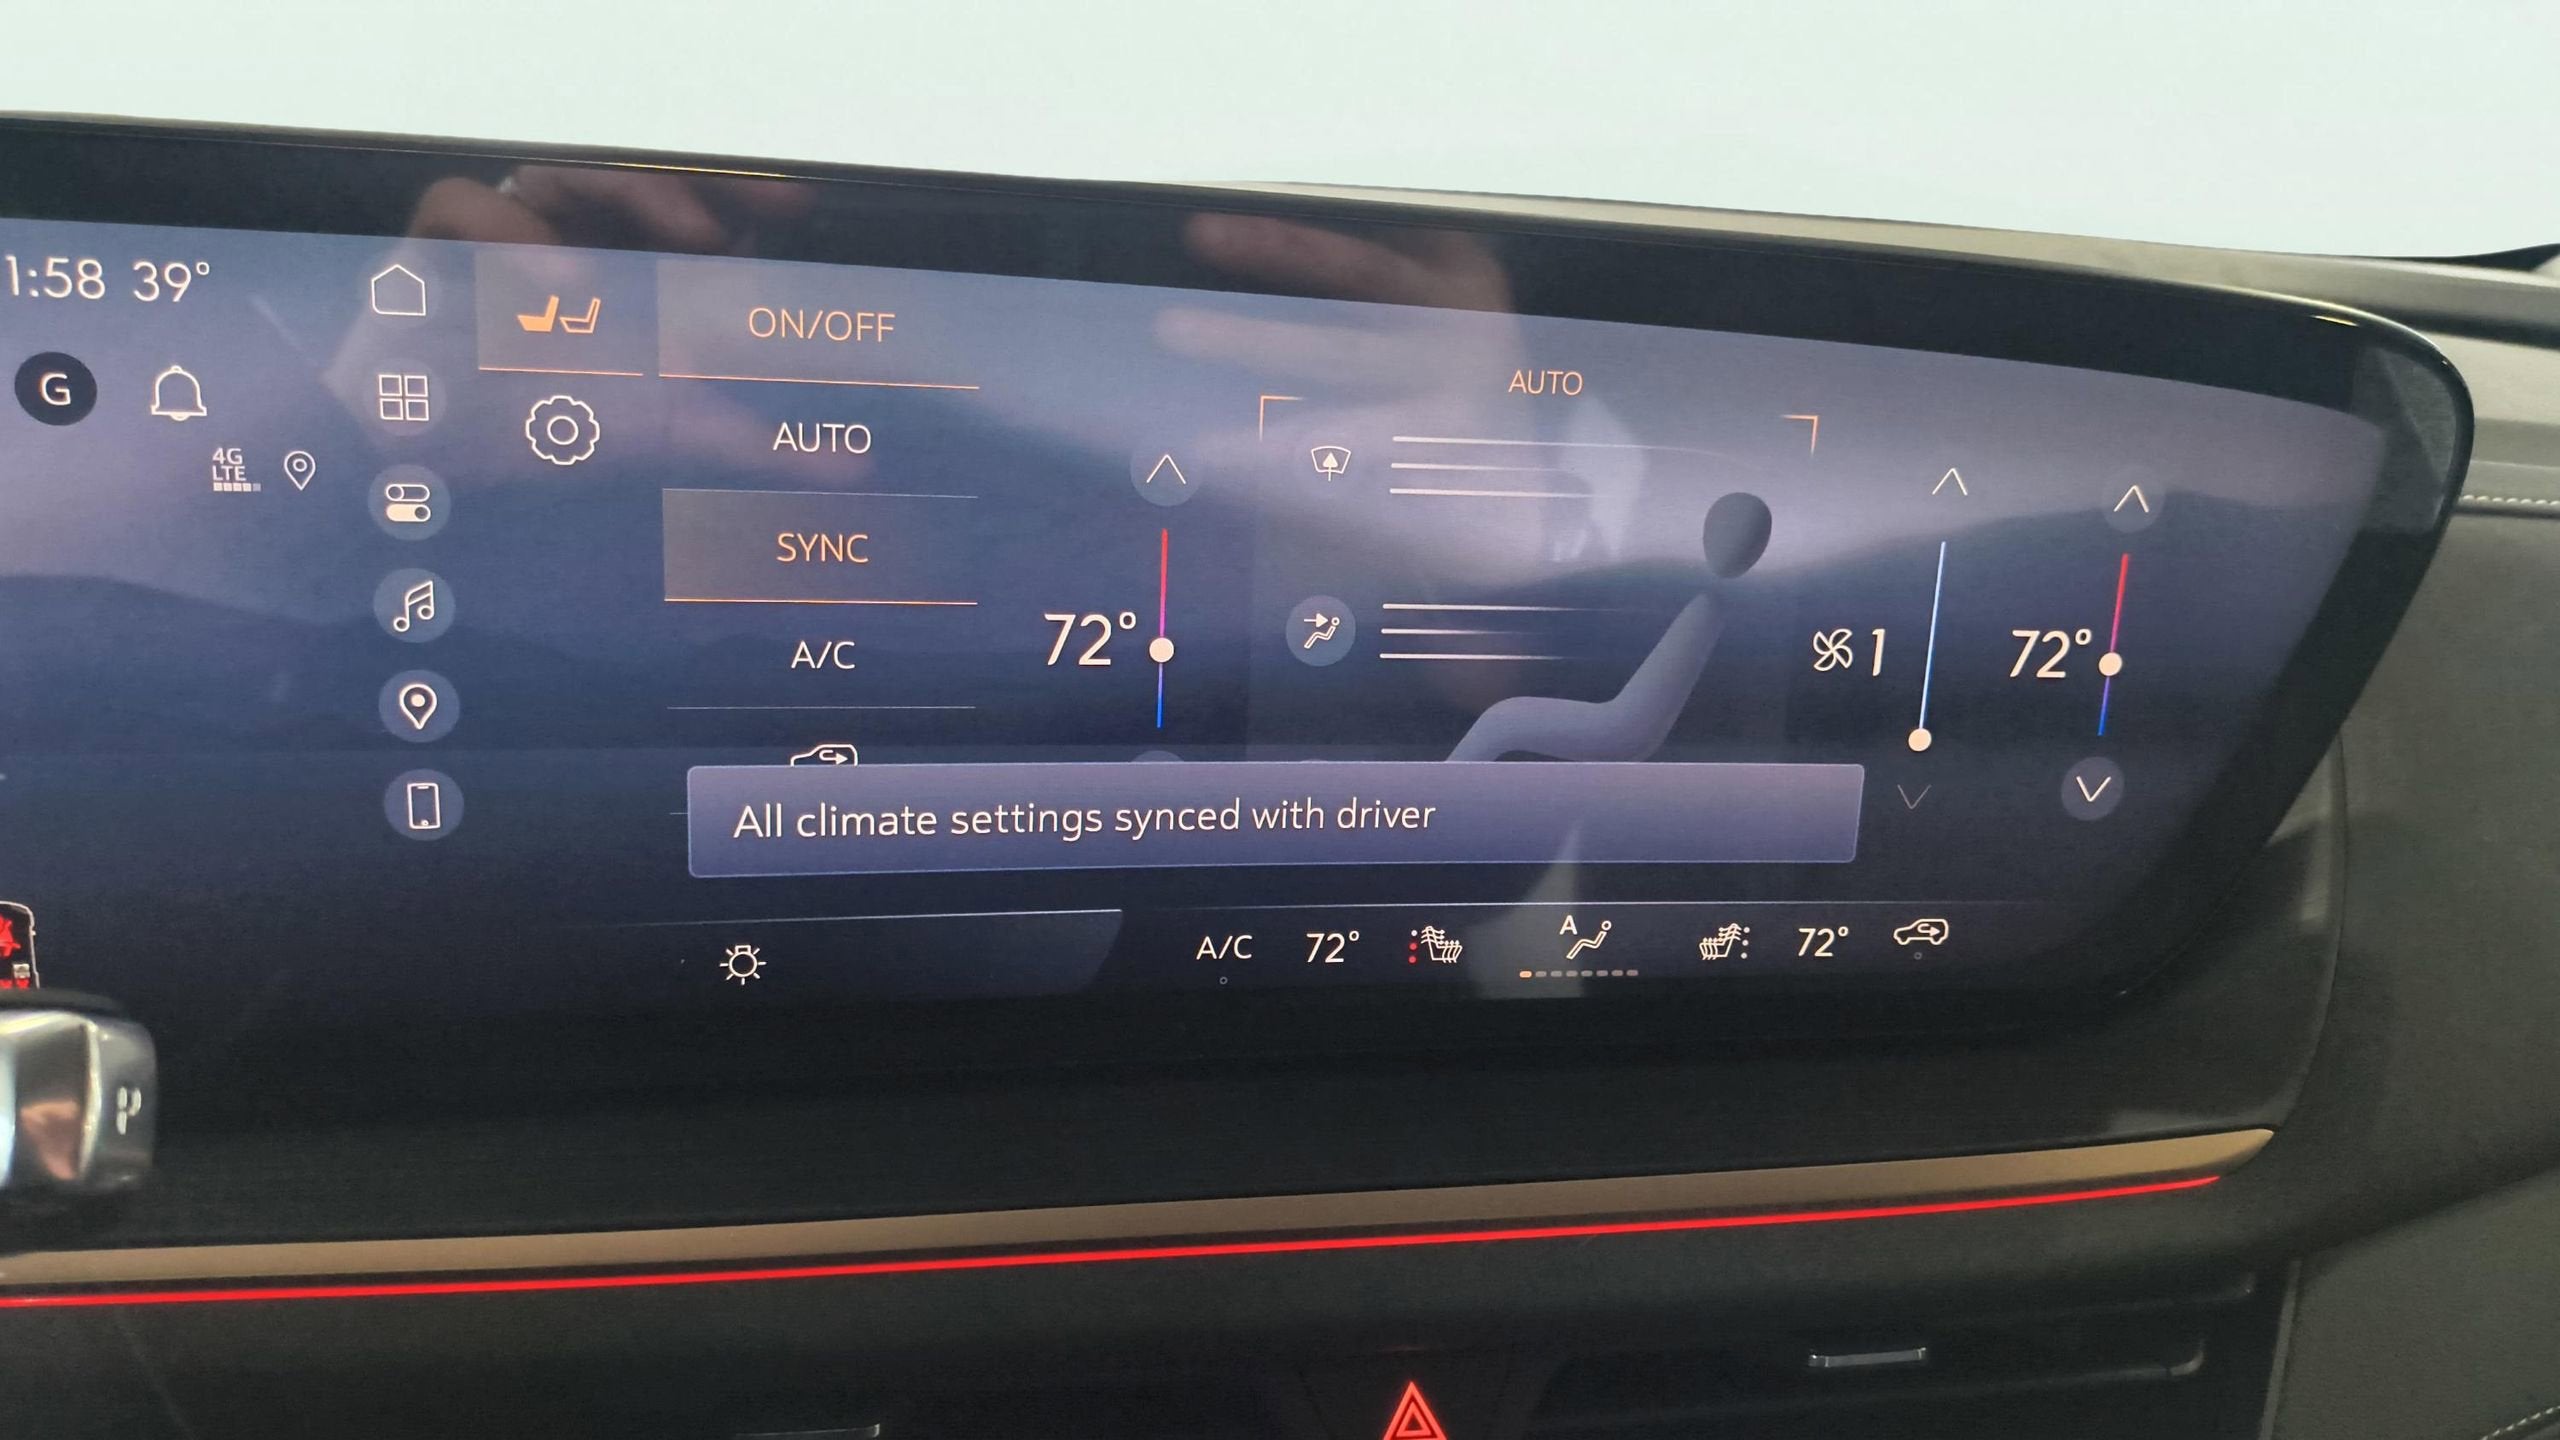 1:58 39°
G
4G
LTE
ON/OFF
AUTO
SYNC
A/C
72°
AUTO
1
72°
All climate settings synced with driver
A/C 72° A 72°
P